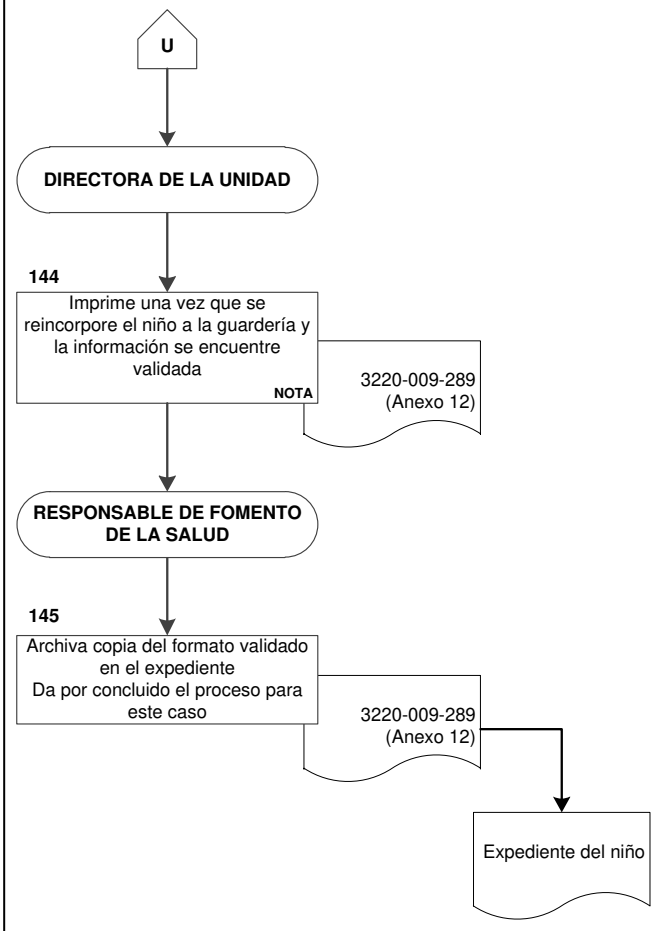 U
DIRECTORA DE LA UNIDAD
144
Imprime una vez que se
reincorpore el niño a la guardería y
la información se encuentre
validada
NOTA
3220-009-289
(Anexo 12)
RESPONSABLE DE FOMENTO
DE LA SALUD
145
Archiva copia del formato validado
en el expediente
Da por concluido el proceso para
este caso
3220-009-289
(Anexo 12)
Expediente del niño